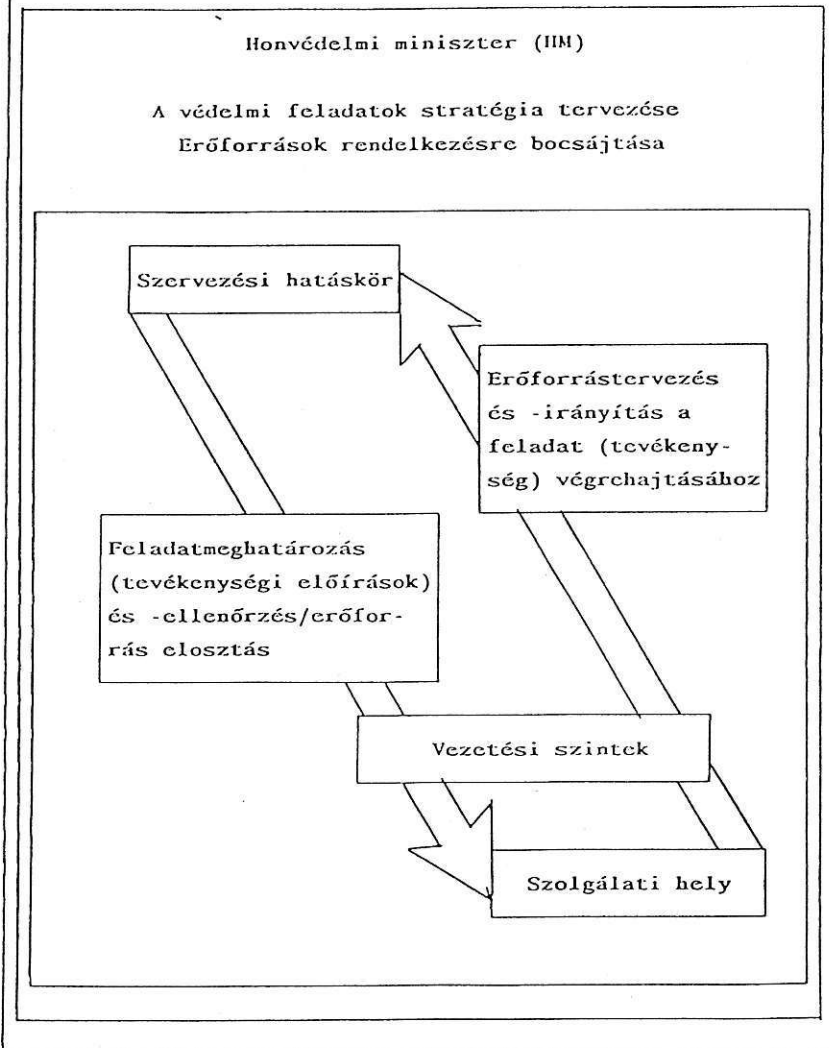 Honvédelmi miniszter (HM)
A védelmi feladatok stratégia tervezése
Erőforrások rendelkezésre bocsájtása
Szervezési hatáskör
Erőforrástervezés
és -irányítás a
feladat (tevékeny-
ség) végrehajtásához
Feladatmeghatározás
(tevékenységi előírások)
és -ellenőrzés/erőfor-
rás elosztás
Vezetési szintek
Szolgálati hely